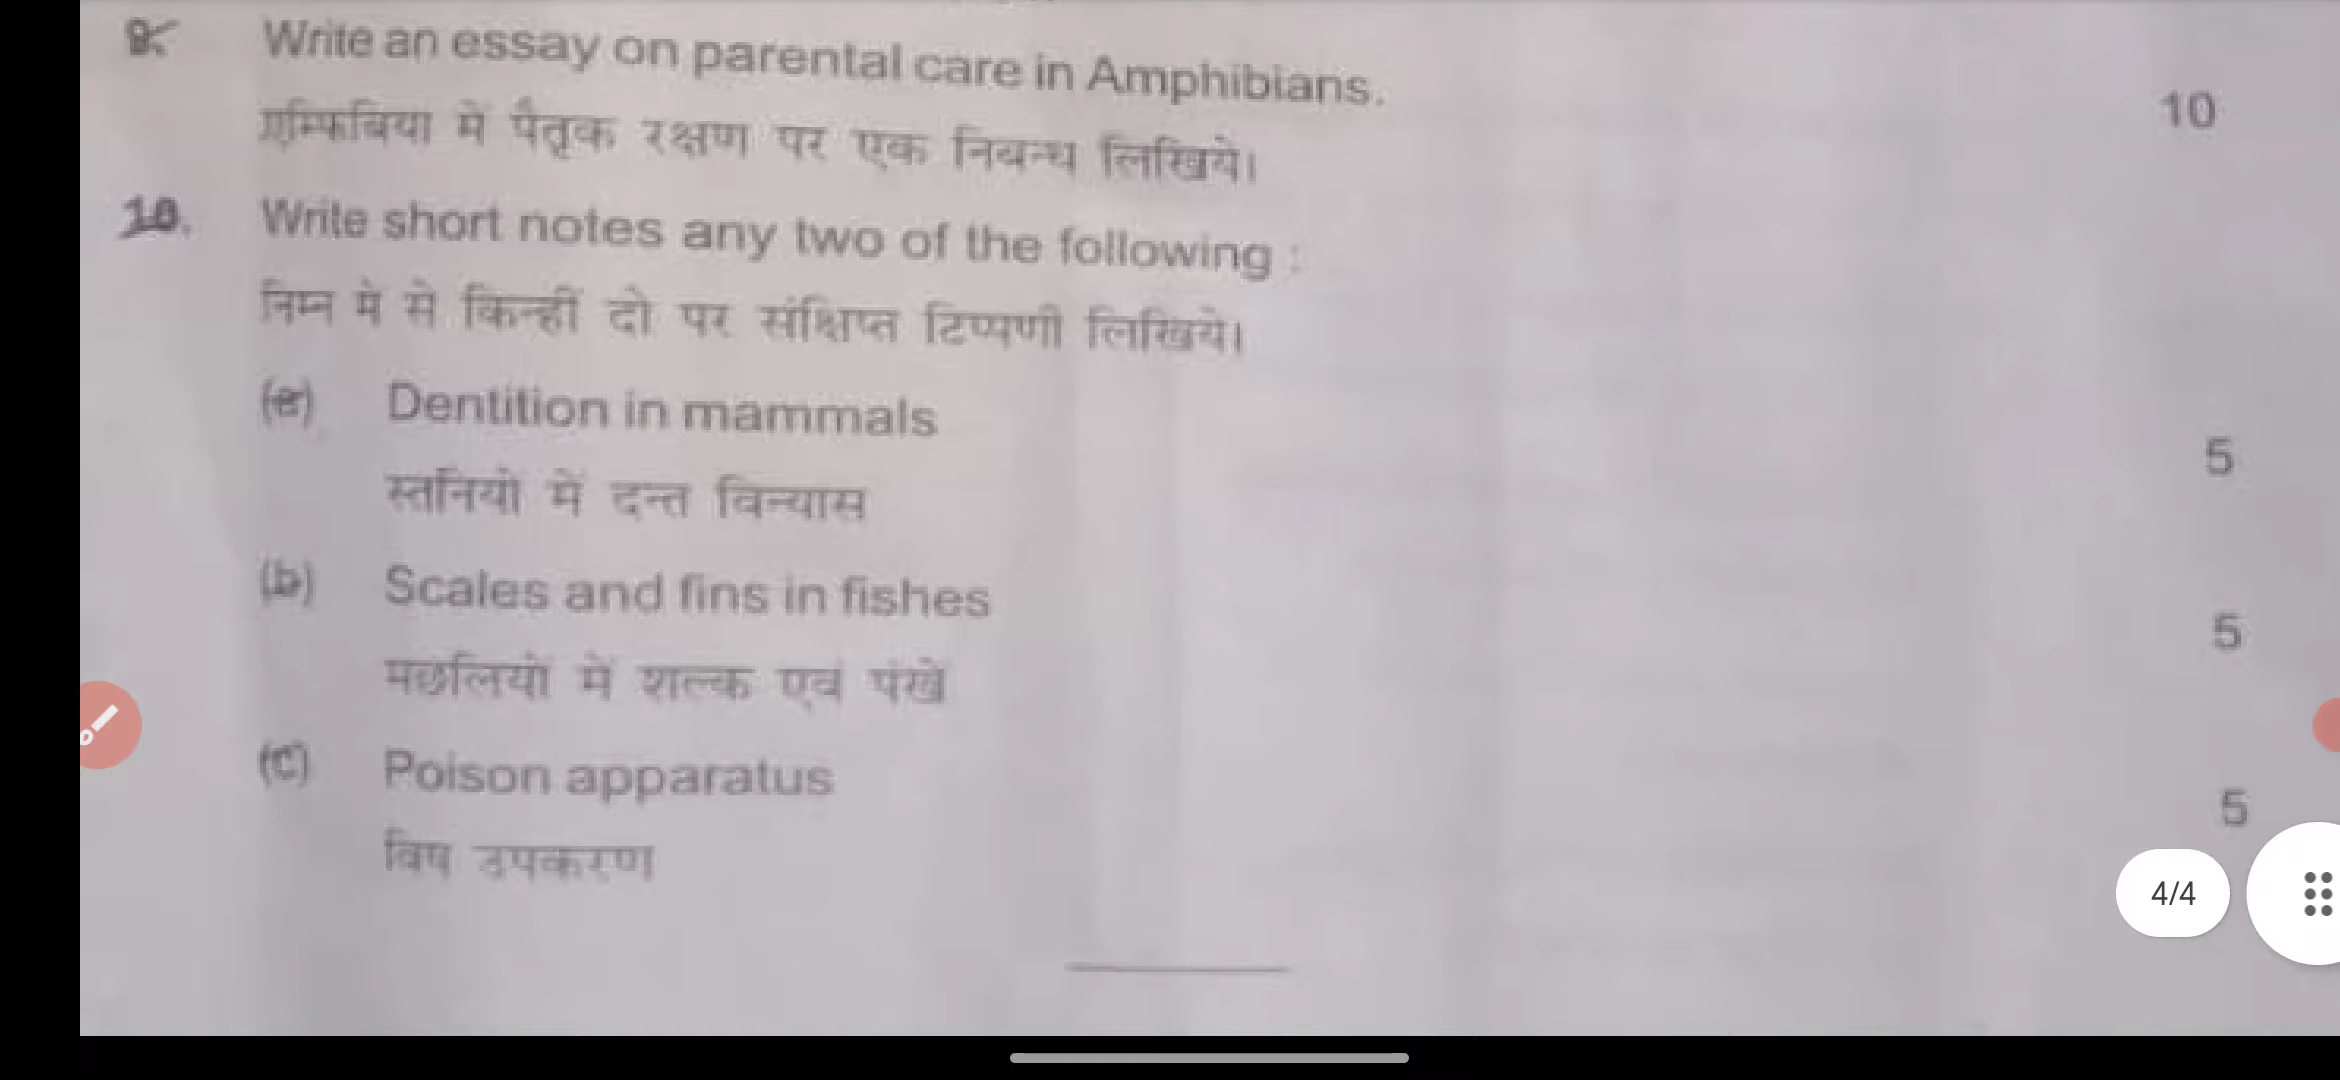 9. Write an essay on parental care in Amphibians. 10
एम्फिबिया में पैतृक रक्षण पर एक निबन्ध लिखिये।
10. Write short notes any two of the following :
निम्न मे से किन्हीं दो पर संक्षिप्त टिप्पणी लिखिये।
(a) Dentition in mammals 5
स्तनियो में दन्त विन्यास
(b) Scales and fins in fishes 5
मछलियों में शल्क एवं पंखें
(c) Poison apparatus 5
विष उपकरण
4/4